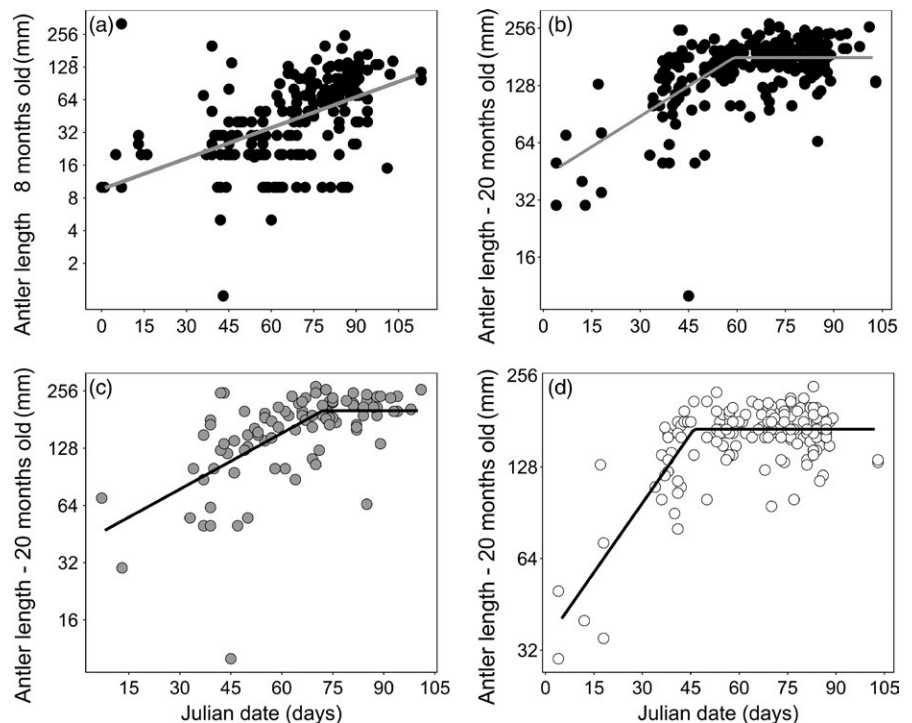 (a)
256
128
64
32
16
8
4
2
Antler length 8 months old (mm)
0 15 30 45 60 75 90 105
(b)
256
128
64
32
16
Antler length - 20 months old (mm)
0 15 30 45 60 75 90 105
(c)
256
128
64
32
16
Antler length - 20 months old (mm)
15 30 45 60 75 90 105
Julian date (days)
(d)
256
128
64
32
Antler length - 20 months old (mm)
0 15 30 45 60 75 90 105
Julian date (days)